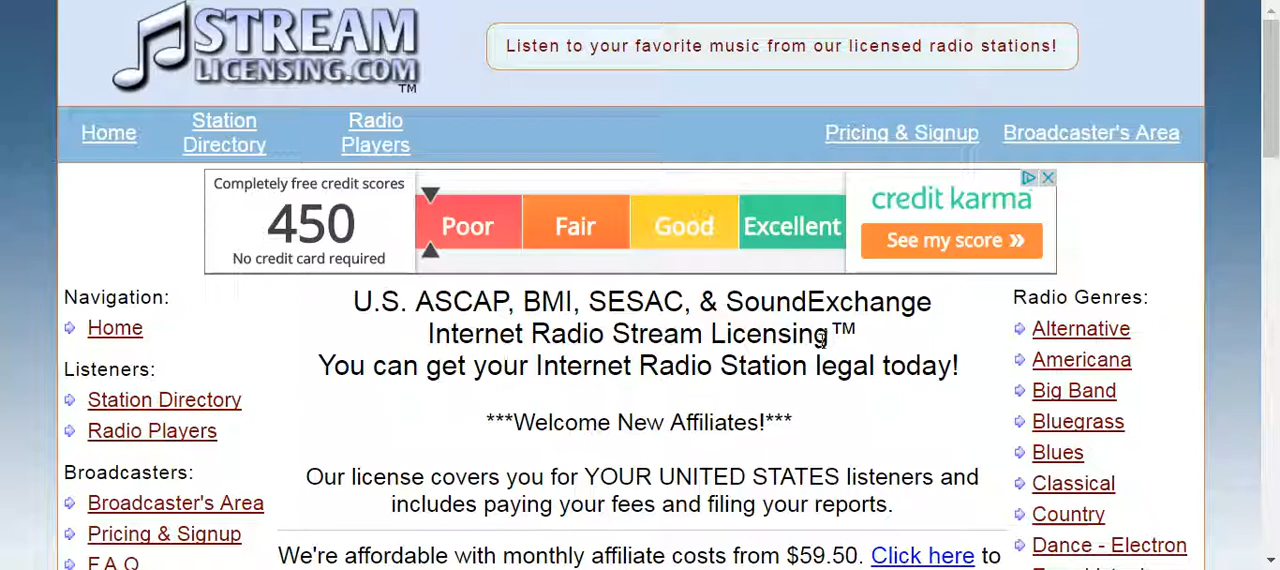 STREAM
LICENSING.COM™
Listen to your favorite music from our licensed radio stations!
Home
Station
Directory
Radio
Players
Pricing & Signup
Broadcaster's Area
Completely free credit scores
450
No credit card required
Poor
Fair
Good
Excellent
credit karma
See my score »
Navigation:
Home
Listeners:
Station Directory
Radio Players
Broadcasters:
Broadcaster's Area
Pricing & Signup
F.A.Q
U.S. ASCAP, BMI, SESAC, & SoundExchange
Internet Radio Stream Licensing™
You can get your Internet Radio Station legal today!
***Welcome New Affiliates!***
Our license covers you for YOUR UNITED STATES listeners and
includes paying your fees and filing your reports.
We're affordable with monthly affiliate costs from $59.50. Click here to
Radio Genres:
Alternative
Americana
Big Band
Bluegrass
Blues
Classical
Country
Dance - Electron